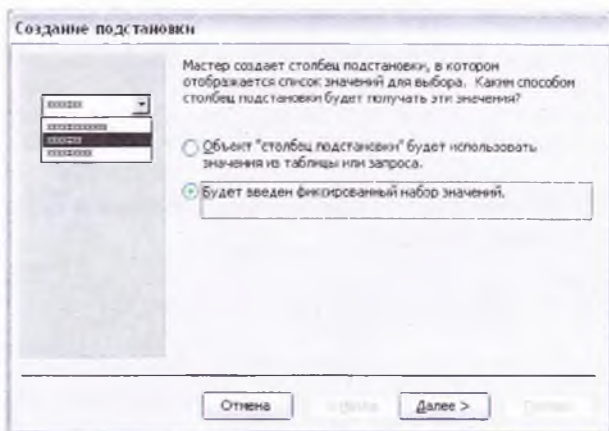 Создание подстановки
Мастер создает столбец подстановки, в котором
отображается список значений для выбора. Каким способом
столбец подстановки будет получать эти значения?
Объект "столбец подстановки" будет использовать
значения из таблицы или запроса.
Будет введен фиксированный набор значений.
Отмена
Далее >